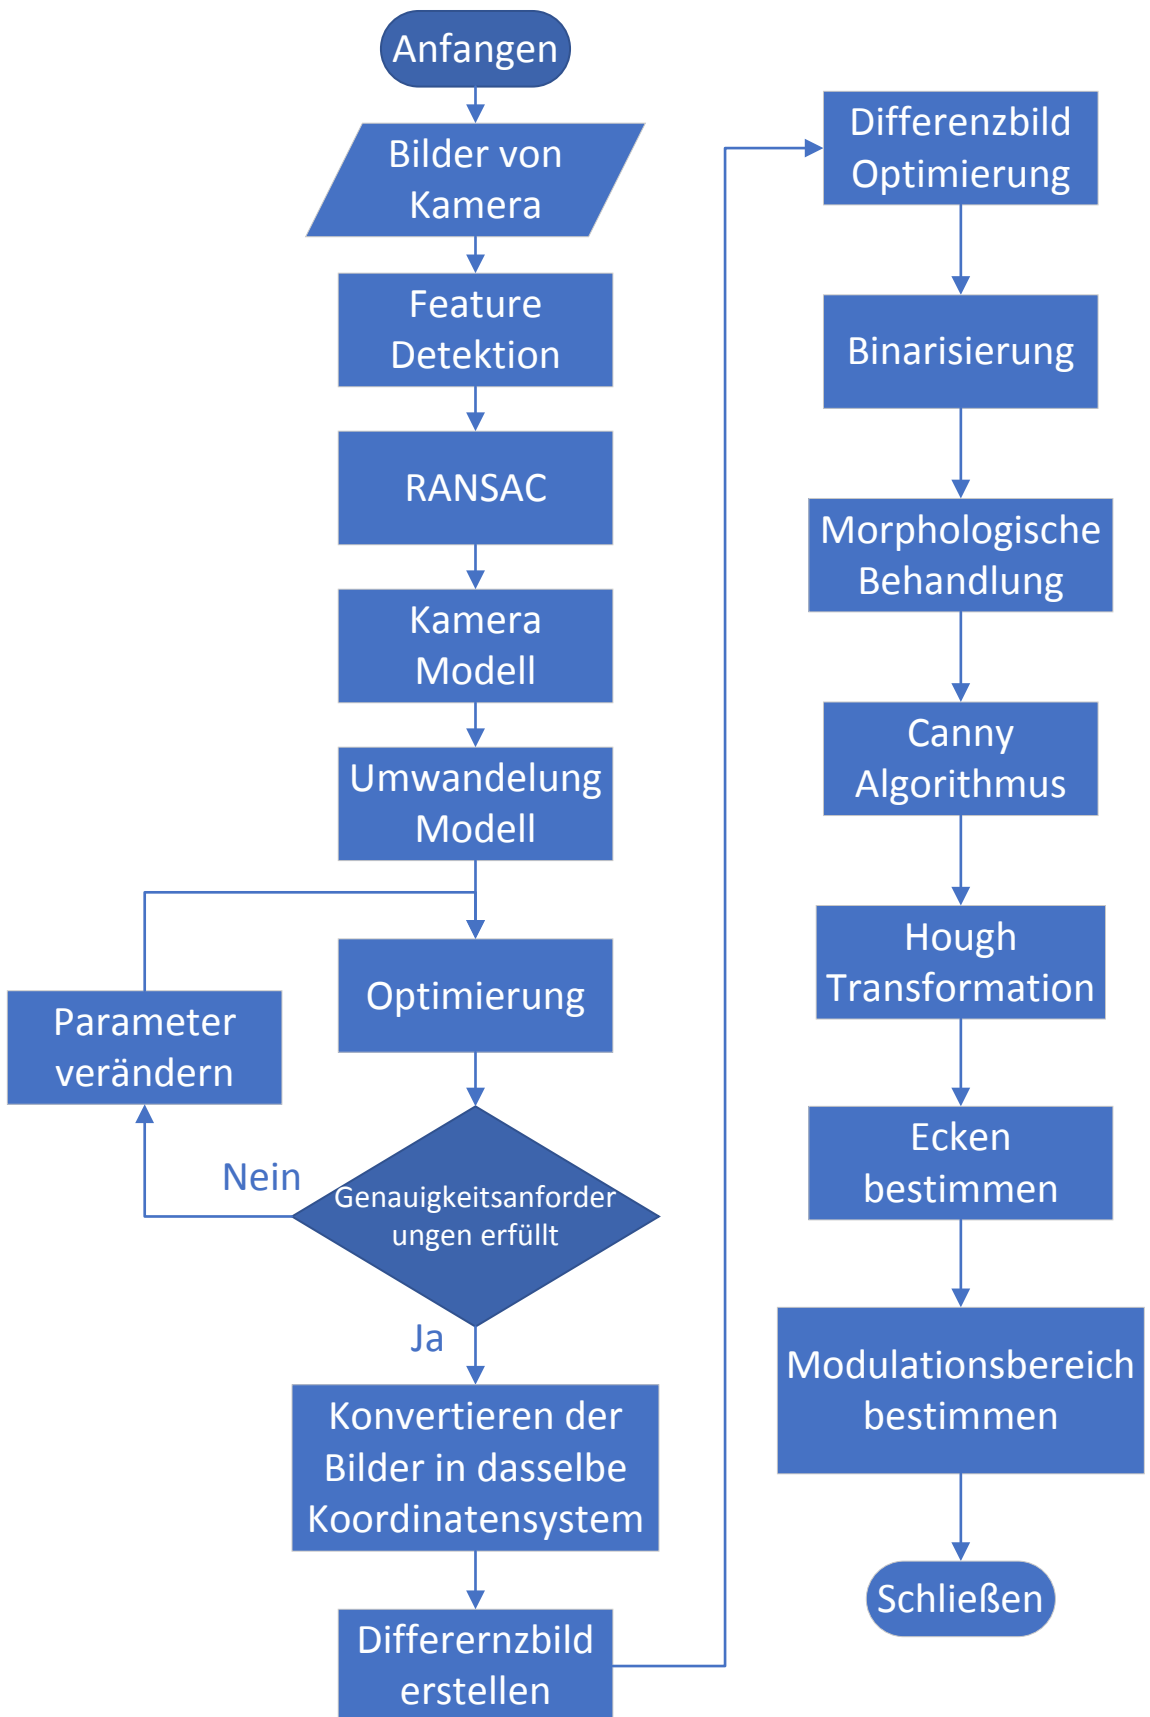 Anfangen
Bilder von
Kamera
Feature
Detektion
RANSAC
Kamera
Modell
Umwandelung
Modell
Optimierung
Parameter
verändern
Nein
Genauigkeitsanforder
ungen erfüllt
Ja
Konvertieren der
Bilder in dasselbe
Koordinatensystem
Differernzbild
erstellen
Differenzbild
Optimierung
Binarisierung
Morphologische
Behandlung
Canny
Algorithmus
Hough
Transformation
Ecken
bestimmen
Modulationsbereich
bestimmen
Schließen